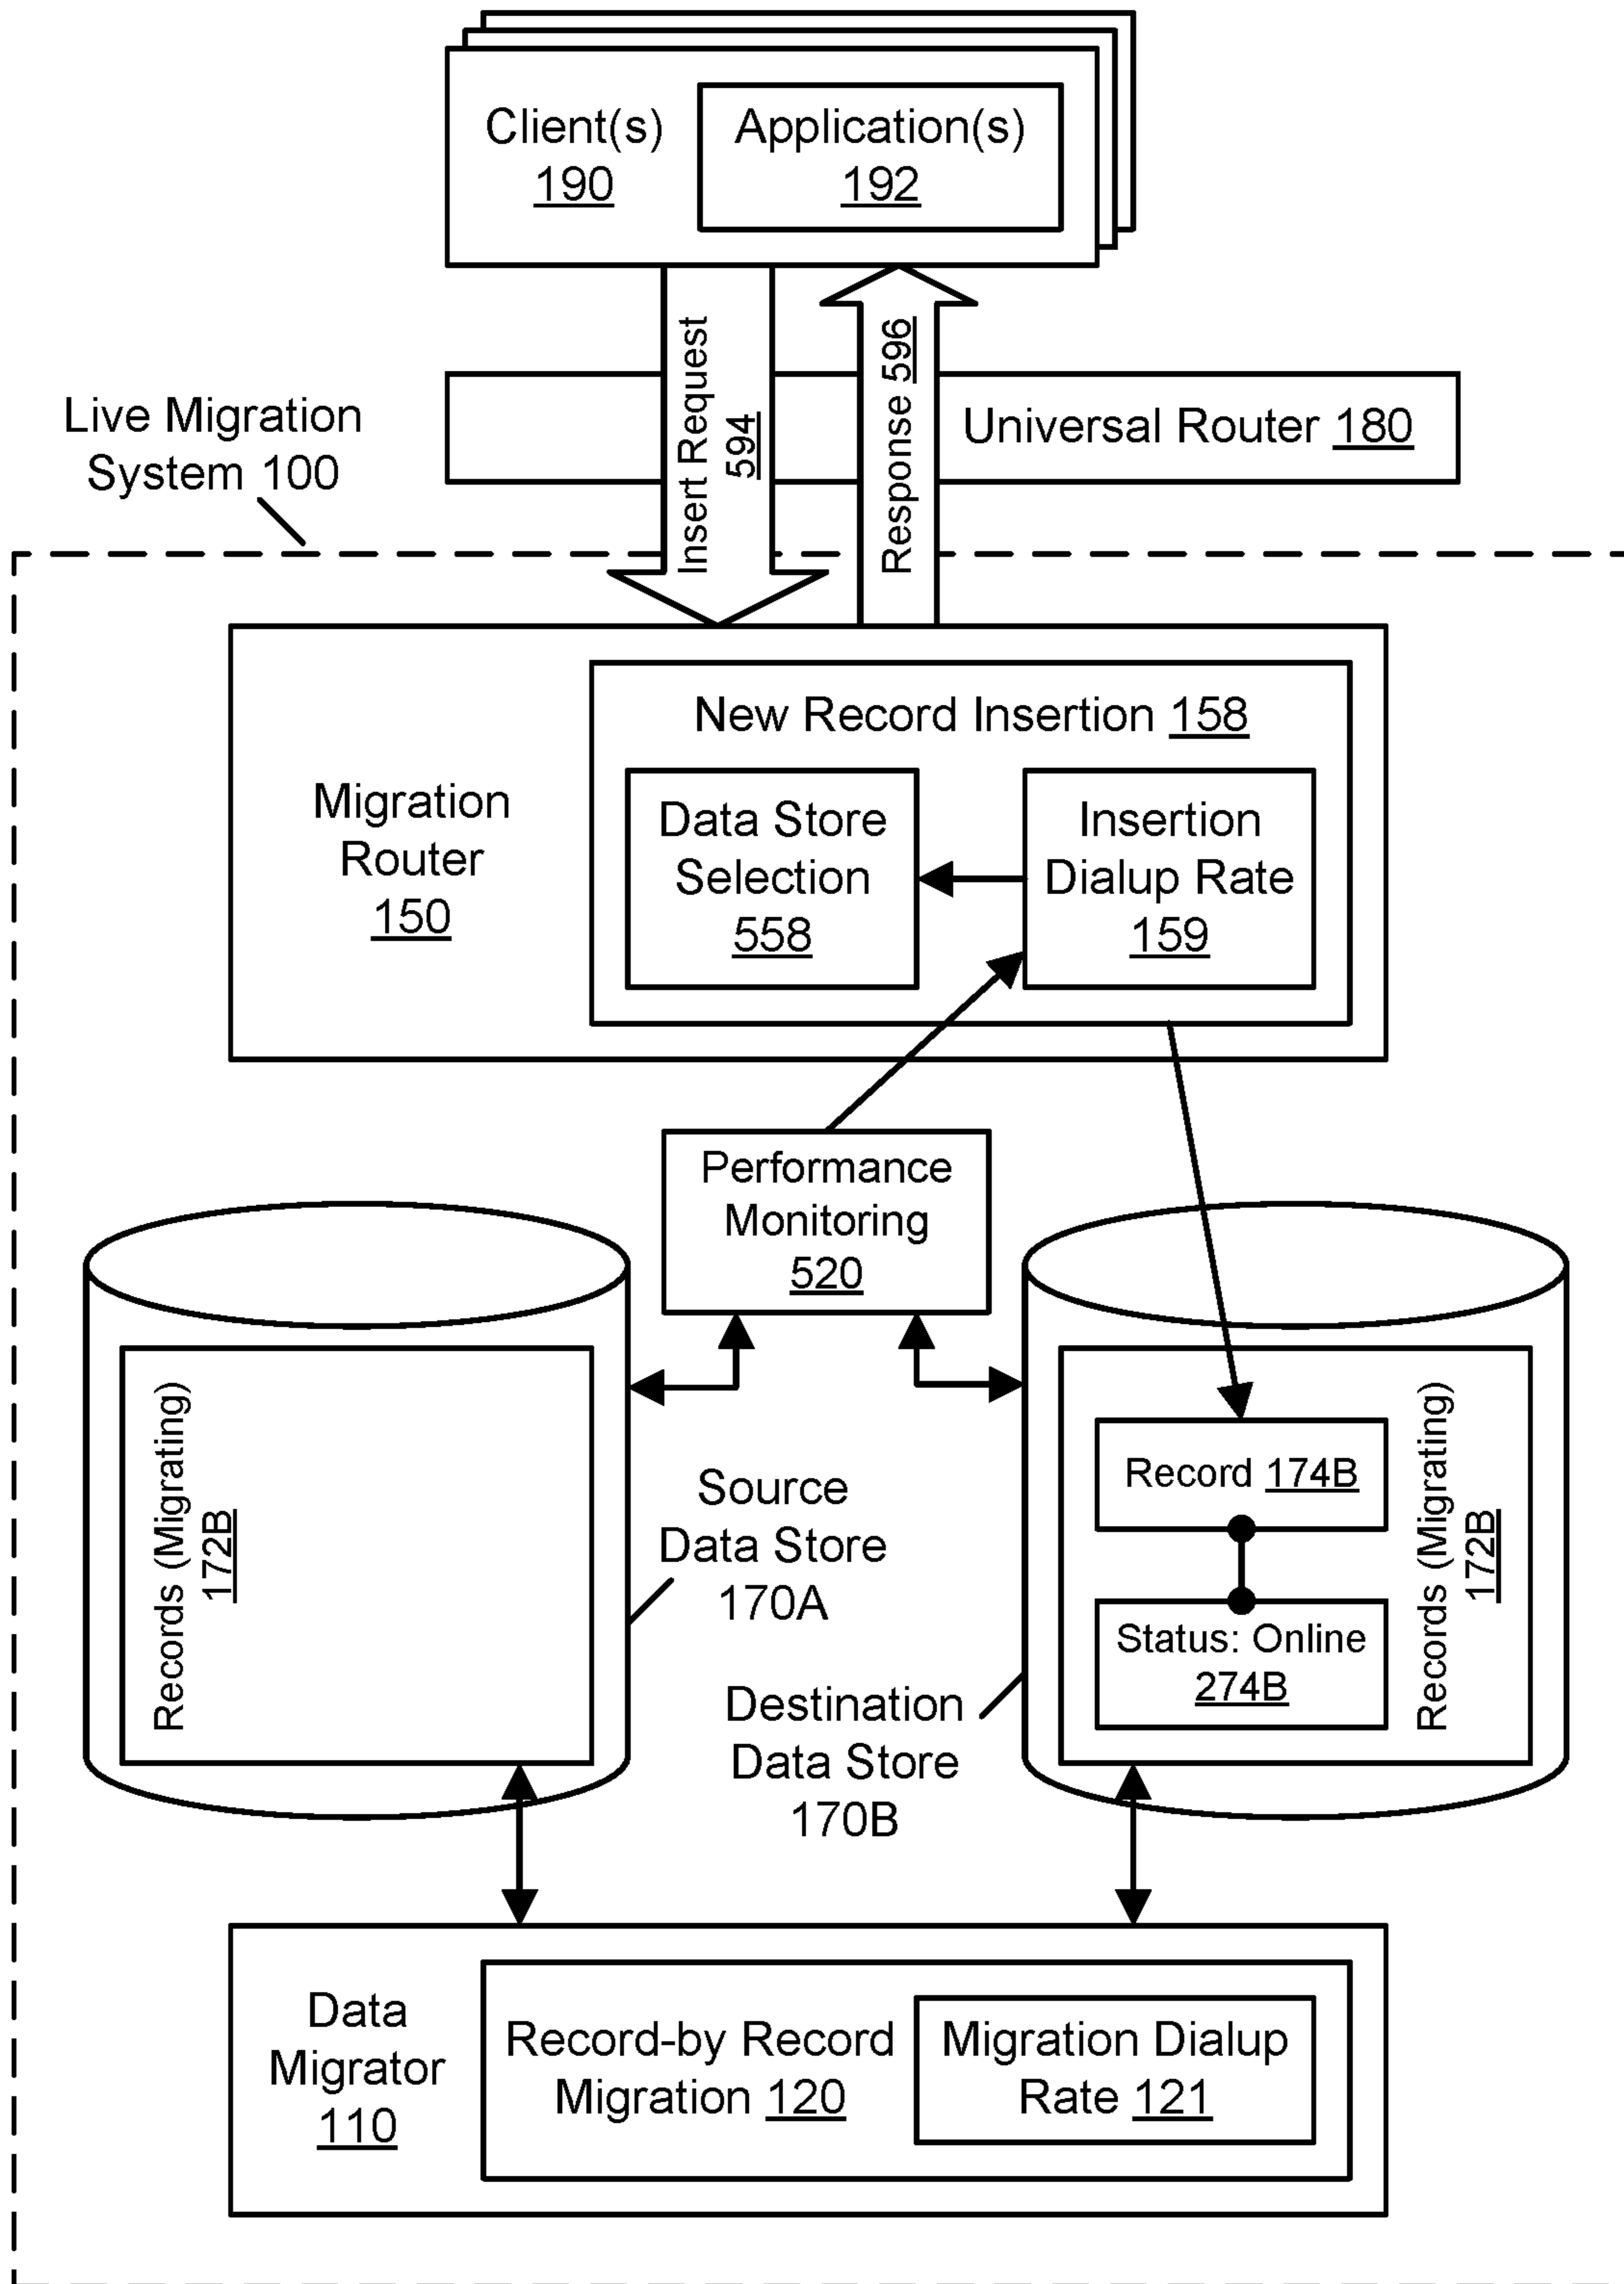 Client(s)
190
Application(s)
192
Insert Request
594
Response 596
Universal Router 180
Live Migration
System 100
Migration
Router
150
New Record Insertion 158
Data Store
Selection
558
Insertion
Dialup Rate
159
Performance
Monitoring
520
Records (Migrating)
172B
Source
Data Store
170A
Destination
Data Store
170B
Record 174B
Status: Online
274B
Records (Migrating)
172B
Data
Migrator
110
Record-by Record
Migration 120
Migration Dialup
Rate 121